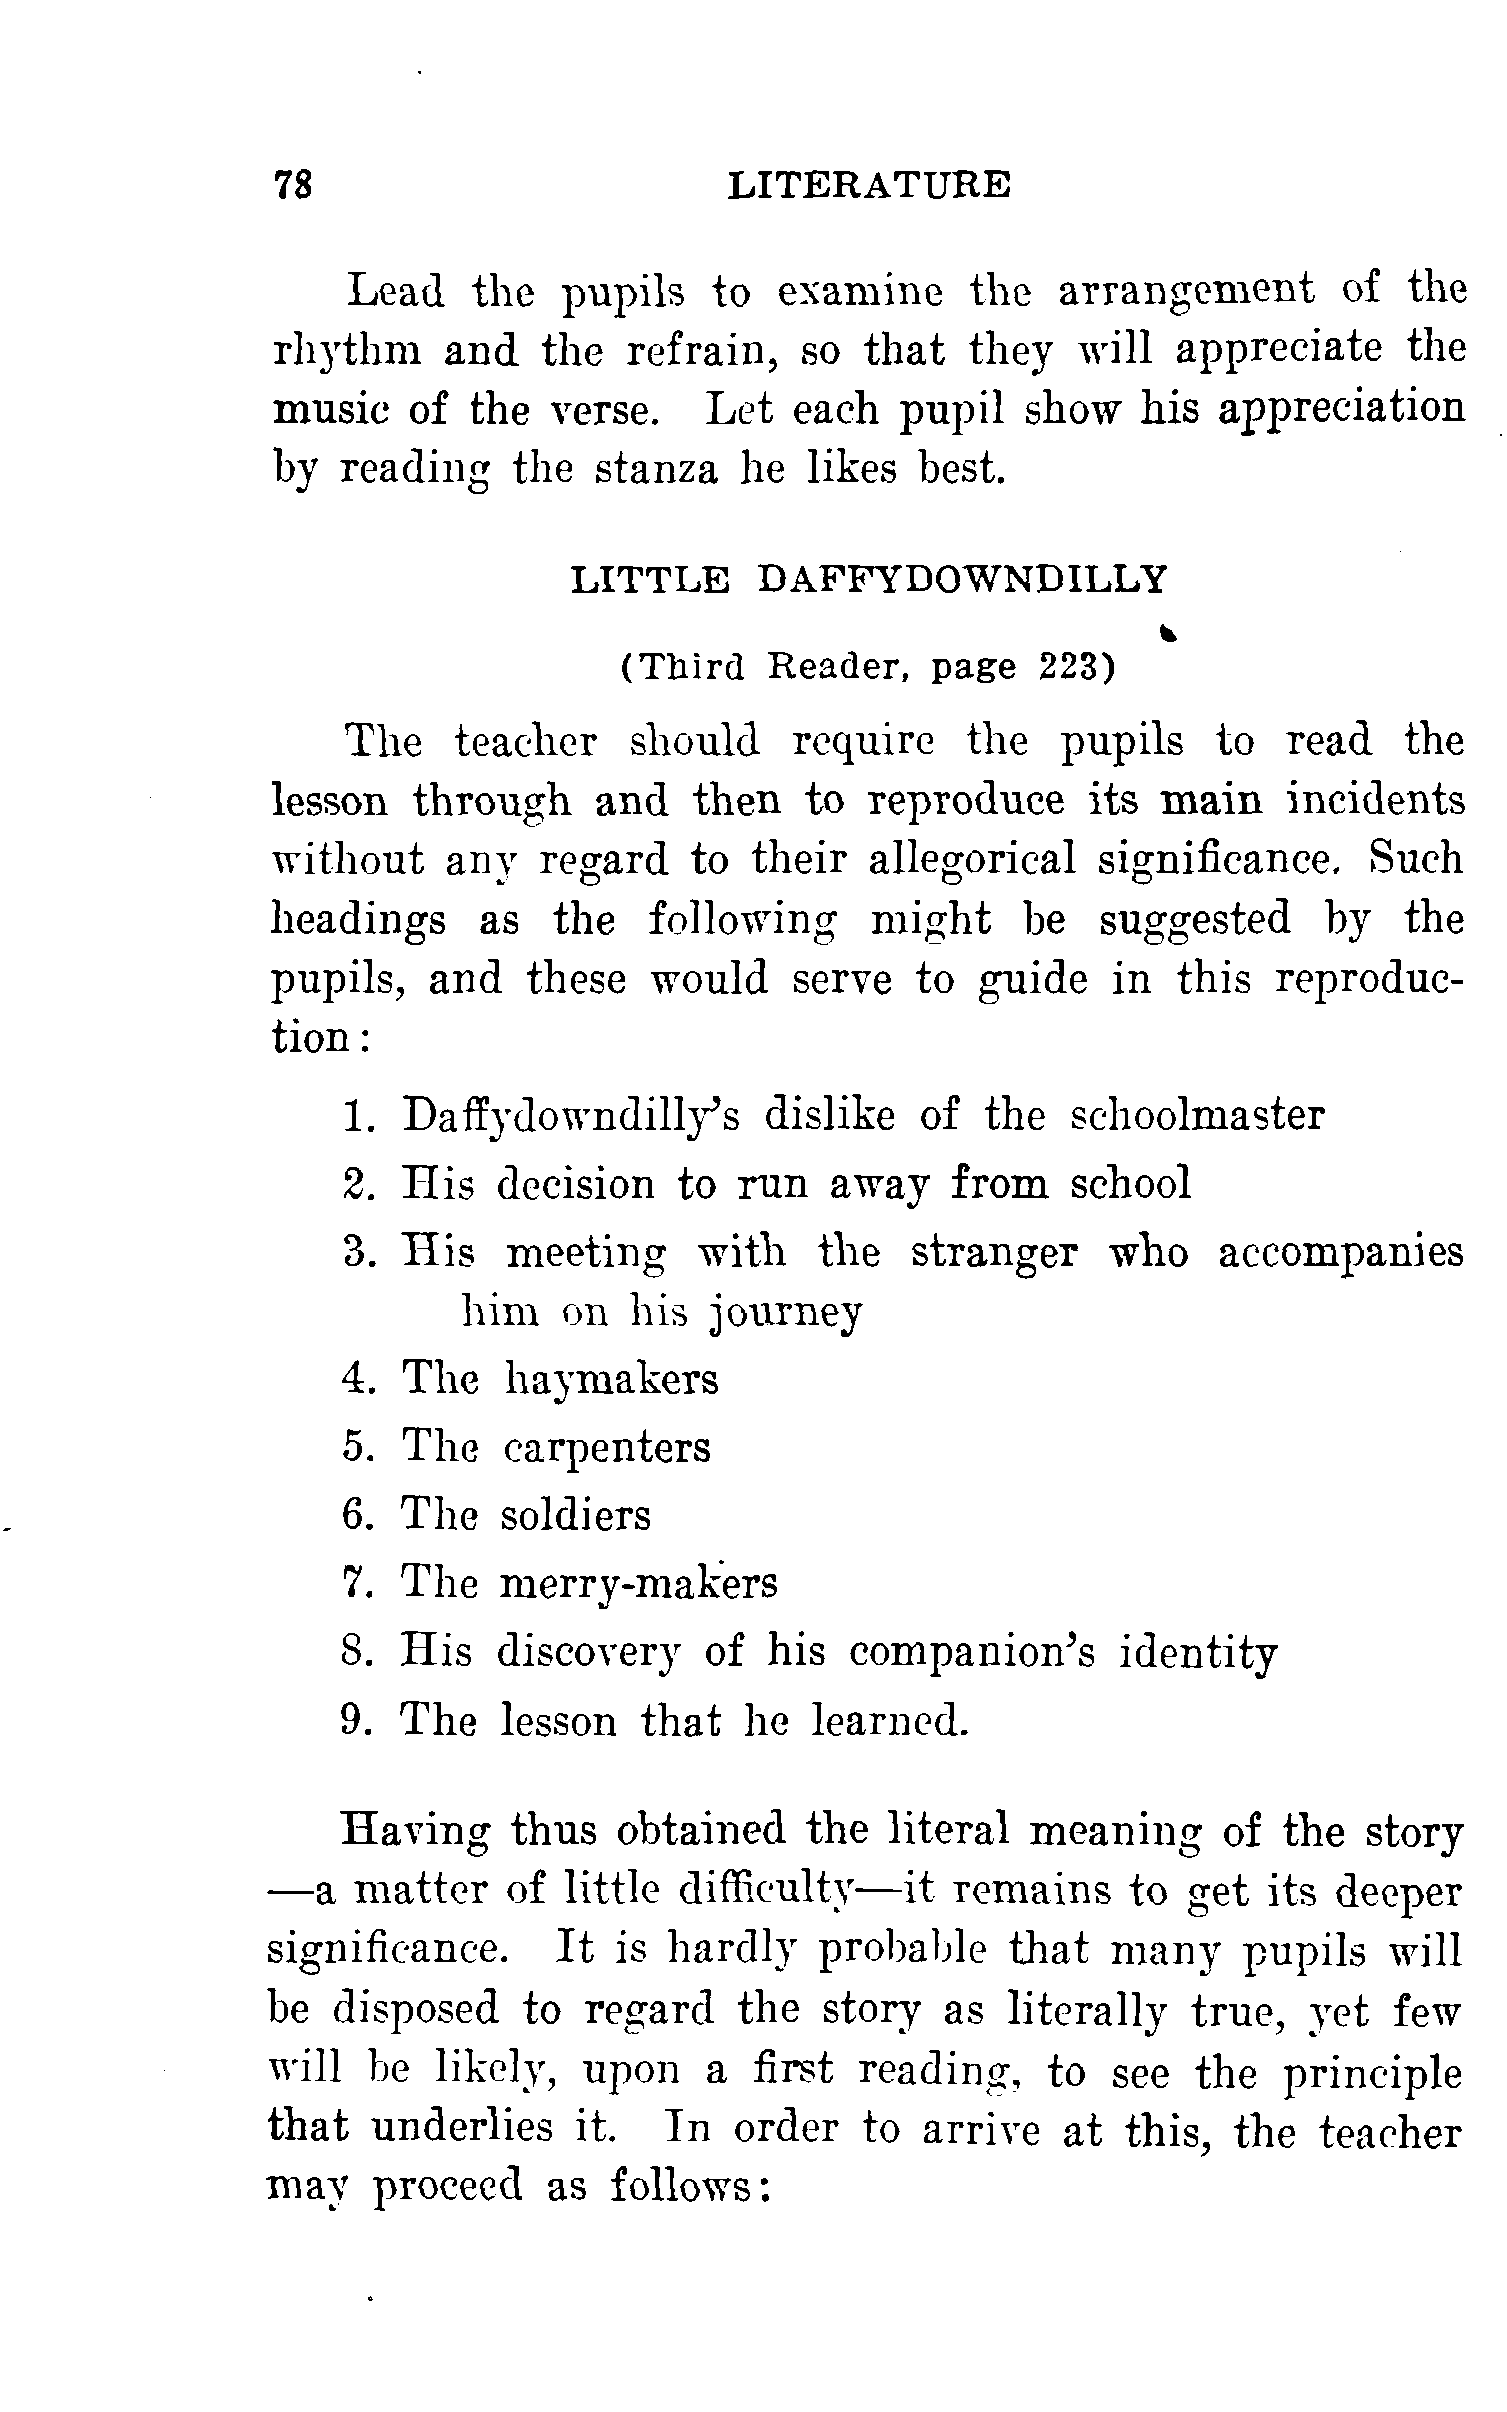 78 LITERATURE
Lead the pupils to examine the arrangement of the
rhythm and the refrain, so that they will appreciate the
music of the verse. Let each pupil show his appreciation
by reading the stanza he likes best.
LITTLE DAFFYDOWNDILLY
(Third Reader, page 223)
The teacher should require the pupils to read the
lesson through and then to reproduce its main incidents
without any regard to their allegorical significance. Such
headings as the following might be suggested by the
pupils, and these would serve to guide in this reproduc-
tion:
1. Daffydowndilly's dislike of the schoolmaster
2. His decision to run away from school
3. His meeting with the stranger who accompanies
him on his journey
4. The haymakers
5. The carpenters
6. The soldiers
7. The merry-makers
8. His discovery of his companion's identity
9. The lesson that he learned.
Having thus obtained the literal meaning of the story
—a matter of little difficulty—it remains to get its deeper
significance. It is hardly probable that many pupils will
be disposed to regard the story as literally true, yet few
will be likely, upon a first reading, to see the principle
that underlies it. In order to arrive at this, the teacher
may proceed as follows: